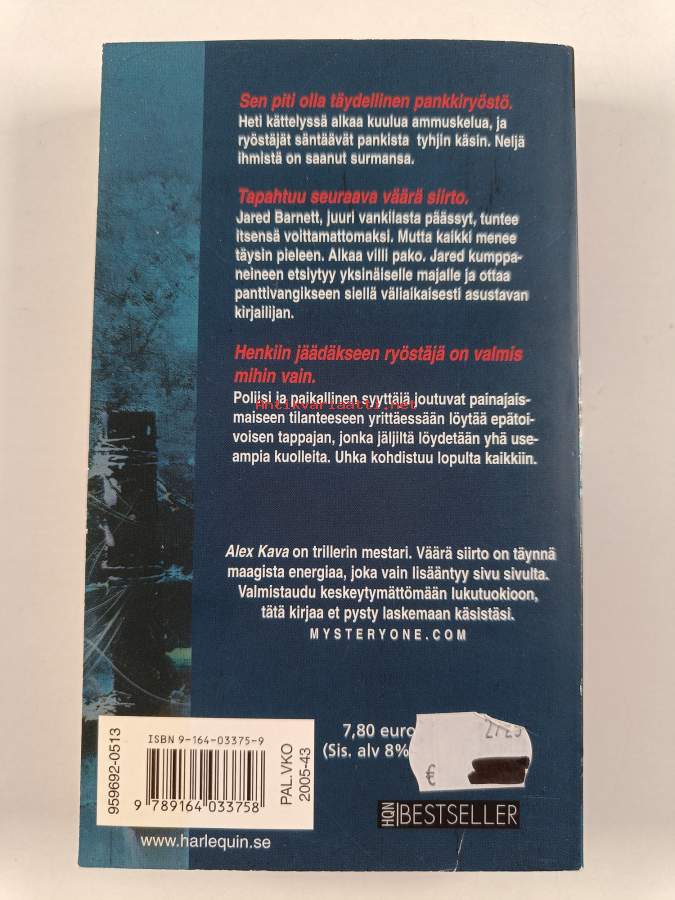 Sen piti olla täydellinen pankkiryöstö.
Heti kättelyssä alkaa kuulua ammuskelua, ja
ryöstäjät säntäävät pankista tyhjin käsin. Neljä
ihmistä on saanut surmansa.
Tapahtuu seuraava väärä siirto.
Jared Barnett, juuri vankilasta päässyt, tuntee
itsensä voittamattomaksi. Mutta kaikki menee
täysin pieleen. Alkaa villi pako. Jared kumppa-
neineen etsiytyy yksinäiselle majalle ja ottaa
panttivangikseen siellä väliaikaisesti asustavan
kirjailijan.
Henkiin jäädäkseen ryöstäjä on valmis
mihin vain.
Poliisi ja paikallinen syyttäjä joutuvat painajais-
Antikvariaatti.net
maiseen tilanteeseen yrittäessään löytää epätoi-
voisen tappajan, jonka jäljiltä löydetään yhä use-
ampia kuolleita. Uhka kohdistuu lopulta kaikkiin.
Alex Kava on trillerin mestari. Väärä siirto on täynnä
maagista energiaa, joka vain lisääntyy sivu sivulta.
Valmistaudu keskeytymättömään lukutuokioon,
tätä kirjaa et pysty laskemaan käsistäsi.
MYSTERYONE.COM
959692-0513
ISBN 9-164-03375-9
9 789164 033758
PAL.VKO
2005-43
www.harlequin.se
7,80 euro
(Sis. alv 8%
€
HQN BESTSELLER